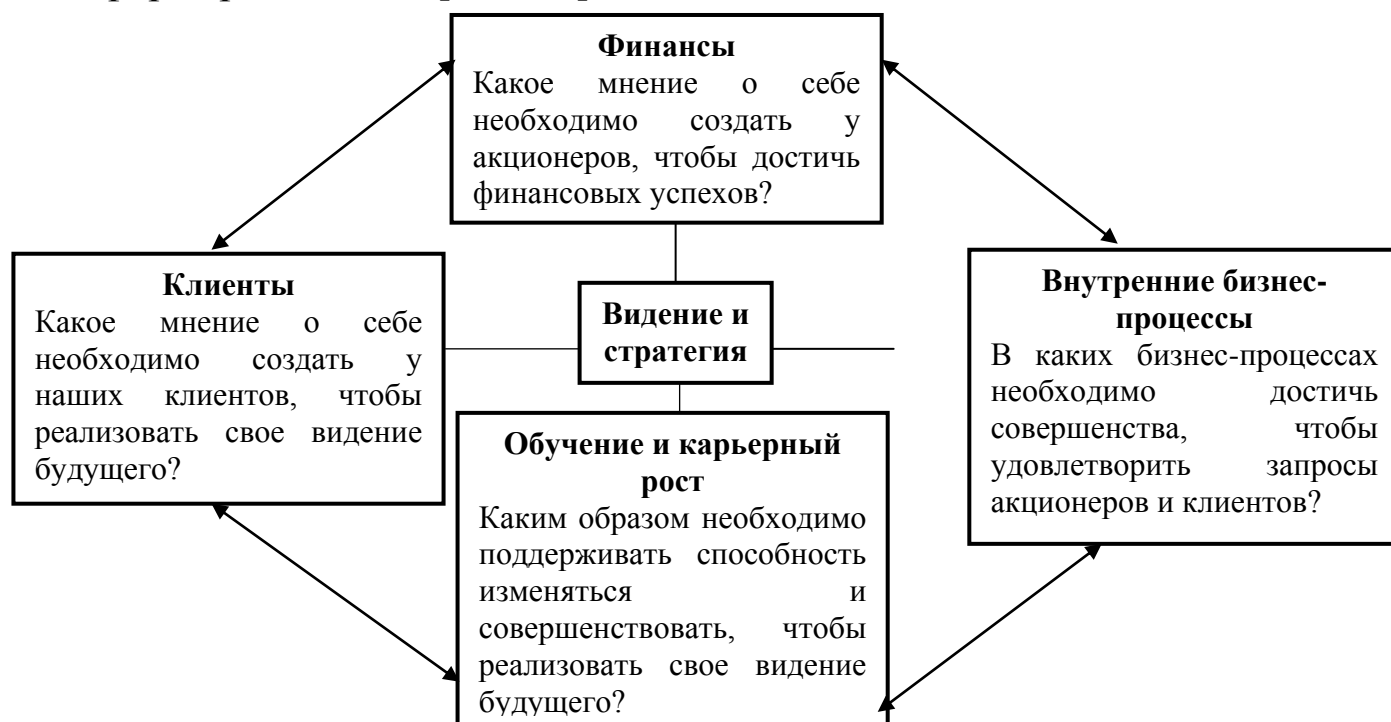 Финансы
Какое мнение о себе
необходимо создать у
акционеров, чтобы достичь
финансовых успехов?
Клиенты
Какое мнение о себе
необходимо создать у
наших клиентов, чтобы
реализовать свое видение
будущего?
Видение и
стратегия
Внутренние бизнес-
процессы
В каких бизнес-процессах
необходимо достичь
совершенства, чтобы
удовлетворить запросы
акционеров и клиентов?
Обучение и карьерный
рост
Каким образом необходимо
поддерживать способность
изменяться и
совершенствовать, чтобы
реализовать свое видение
будущего?